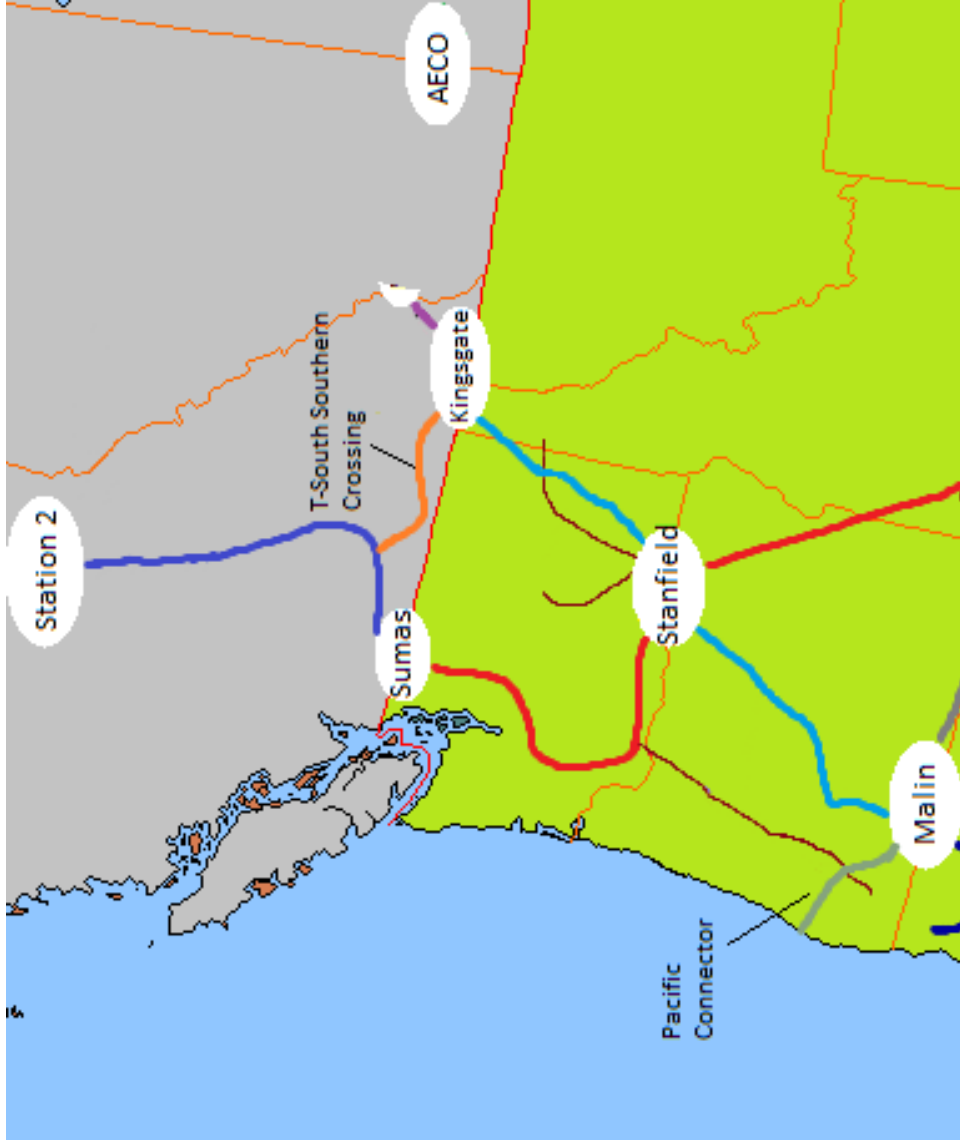 Station 2
AECO
T-South Southern
Crossing
Kingsgate
Sumas
Stanfield
Malin
Pacific
Connector